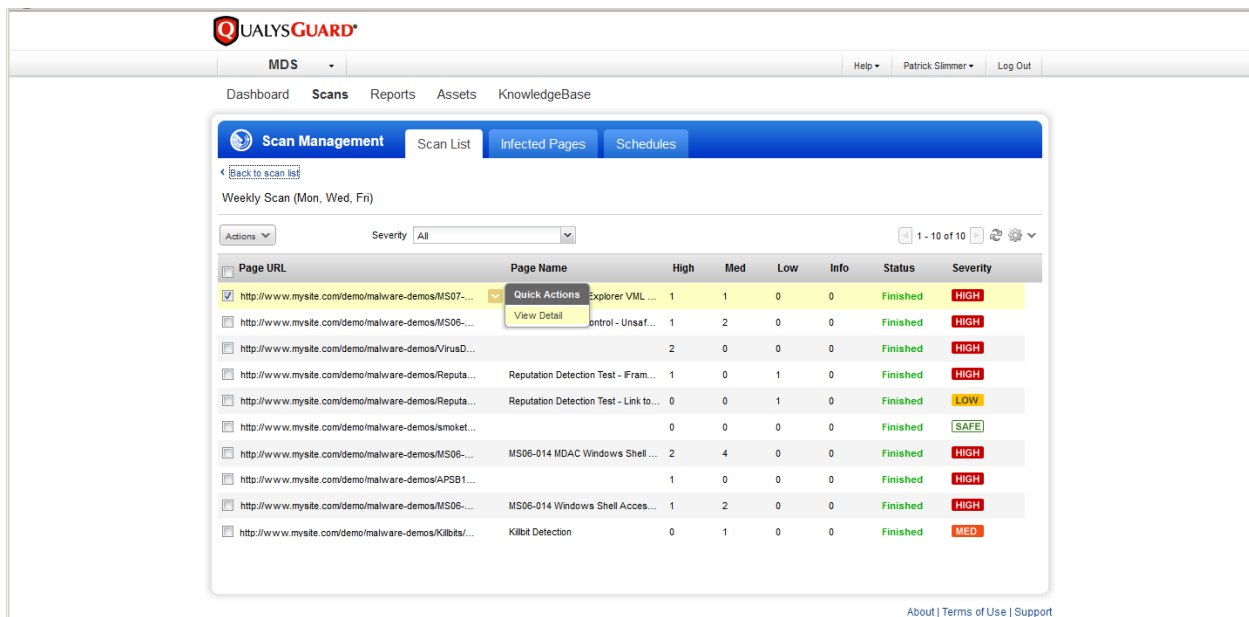 QUALYSGUARD®
MDS Help Patrick Slimmer Log Out
Dashboard Scans Reports Assets KnowledgeBase
Scan Management Scan List Infected Pages Schedules
Back to scan list
Weekly Scan (Mon, Wed, Fri)
Actions Severity All 1 - 10 of 10
Page URL Page Name High Med Low Info Status Severity
http://www.mysite.com/demo/malware-demos/MS07-... Explorer VML ... 1 1 0 0 Finished HIGH
Quick Actions
View Detail
http://www.mysite.com/demo/malware-demos/MS06-... ontrol - Unsaf... 1 2 0 0 Finished HIGH
http://www.mysite.com/demo/malware-demos/VirusD... 2 0 0 0 Finished HIGH
http://www.mysite.com/demo/malware-demos/Reputa... Reputation Detection Test - IFram... 1 0 1 0 Finished HIGH
http://www.mysite.com/demo/malware-demos/Reputa... Reputation Detection Test - Link to... 0 0 1 0 Finished LOW
http://www.mysite.com/demo/malware-demos/smoket... 0 0 0 0 Finished SAFE
http://www.mysite.com/demo/malware-demos/MS06-... MS06-014 MDAC Windows Shell ... 2 4 0 0 Finished HIGH
http://www.mysite.com/demo/malware-demos/APSB1... 1 0 0 0 Finished HIGH
http://www.mysite.com/demo/malware-demos/MS06-... MS06-014 Windows Shell Acces... 1 2 0 0 Finished HIGH
http://www.mysite.com/demo/malware-demos/Killbits/... Killbit Detection 0 1 0 0 Finished MED
About | Terms of Use | Support